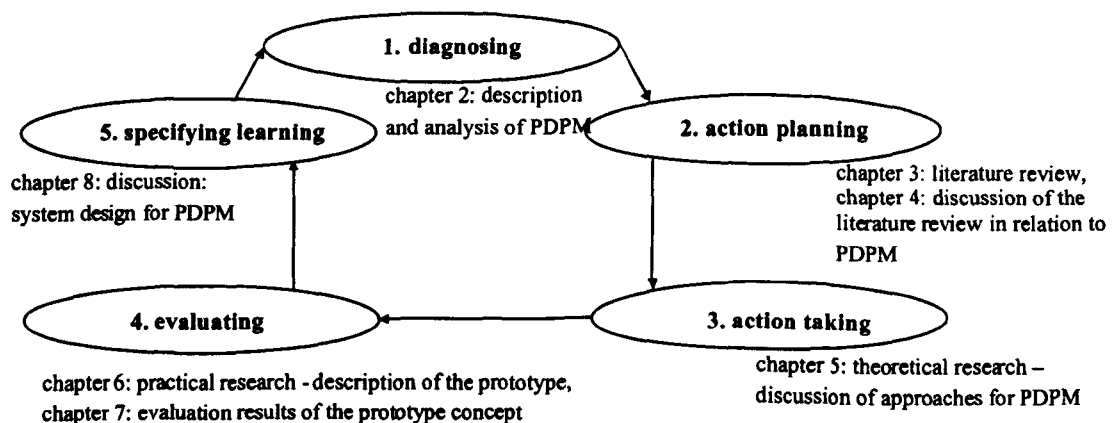 1. diagnosing
chapter 2: description
and analysis of PDPM
2. action planning
chapter 3: literature review,
chapter 4: discussion of the
literature review in relation to
PDPM
3. action taking
chapter 5: theoretical research –
discussion of approaches for PDPM
4. evaluating
chapter 6: practical research - description of the prototype,
chapter 7: evaluation results of the prototype concept
5. specifying learning
chapter 8: discussion:
system design for PDPM